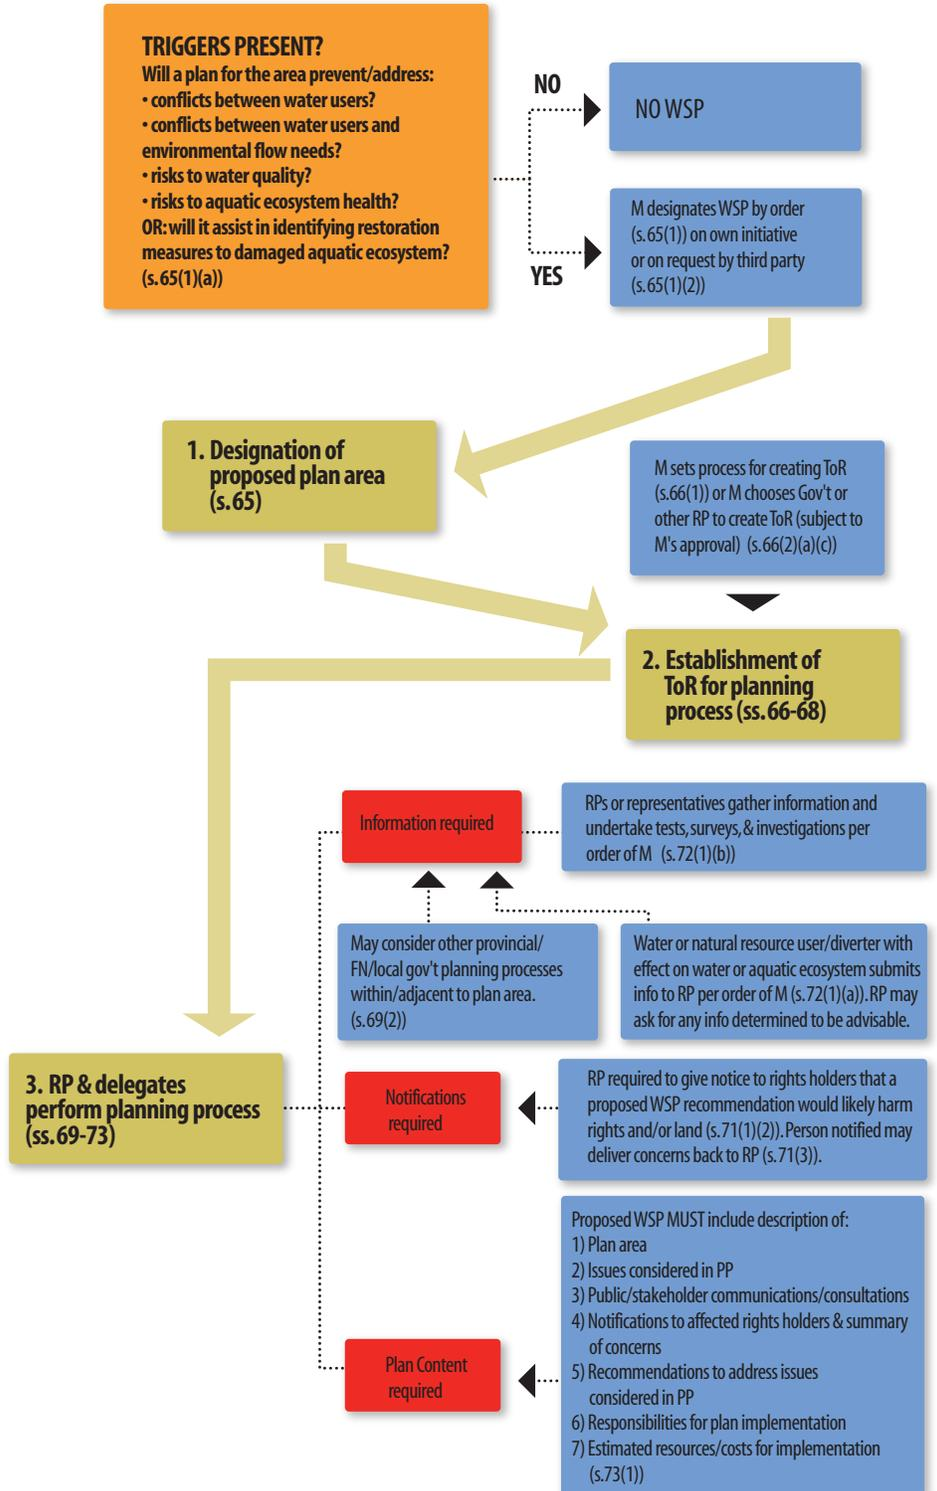 TRIGGERS PRESENT?
Will a plan for the area prevent/address:
• conflicts between water users?
• conflicts between water users and
environmental flow needs?
• risks to water quality?
• risks to aquatic ecosystem health?
OR: will it assist in identifying restoration
measures to damaged aquatic ecosystem?
(s.65(1)(a))
NO
NO WSP
YES
M designates WSP by order
(s.65(1)) on own initiative
or on request by third party
(s.65(1)(2))
1. Designation of
proposed plan area
(s.65)
M sets process for creating ToR
(s.66(1)) or M chooses Gov't or
other RP to create ToR (subject to
M's approval) (s.66(2)(a)(c))
2. Establishment of
ToR for planning
process (ss.66-68)
Information required
RPs or representatives gather information and
undertake tests, surveys, & investigations per
order of M (s.72(1)(b))
May consider other provincial/
FN/local gov't planning processes
within/adjacent to plan area.
(s.69(2))
Water or natural resource user/diverter with
effect on water or aquatic ecosystem submits
info to RP per order of M (s.72(1)(a)). RP may
ask for any info determined to be advisable.
3. RP & delegates
perform planning process
(ss.69-73)
Notifications
required
RP required to give notice to rights holders that a
proposed WSP recommendation would likely harm
rights and/or land (s.71(1)(2)). Person notified may
deliver concerns back to RP (s.71(3)).
Plan Content
required
Proposed WSP MUST include description of:
1) Plan area
2) Issues considered in PP
3) Public/stakeholder communications/consultations
4) Notifications to affected rights holders & summary
of concerns
5) Recommendations to address issues
considered in PP
6) Responsibilities for plan implementation
7) Estimated resources/costs for implementation
(s.73(1))